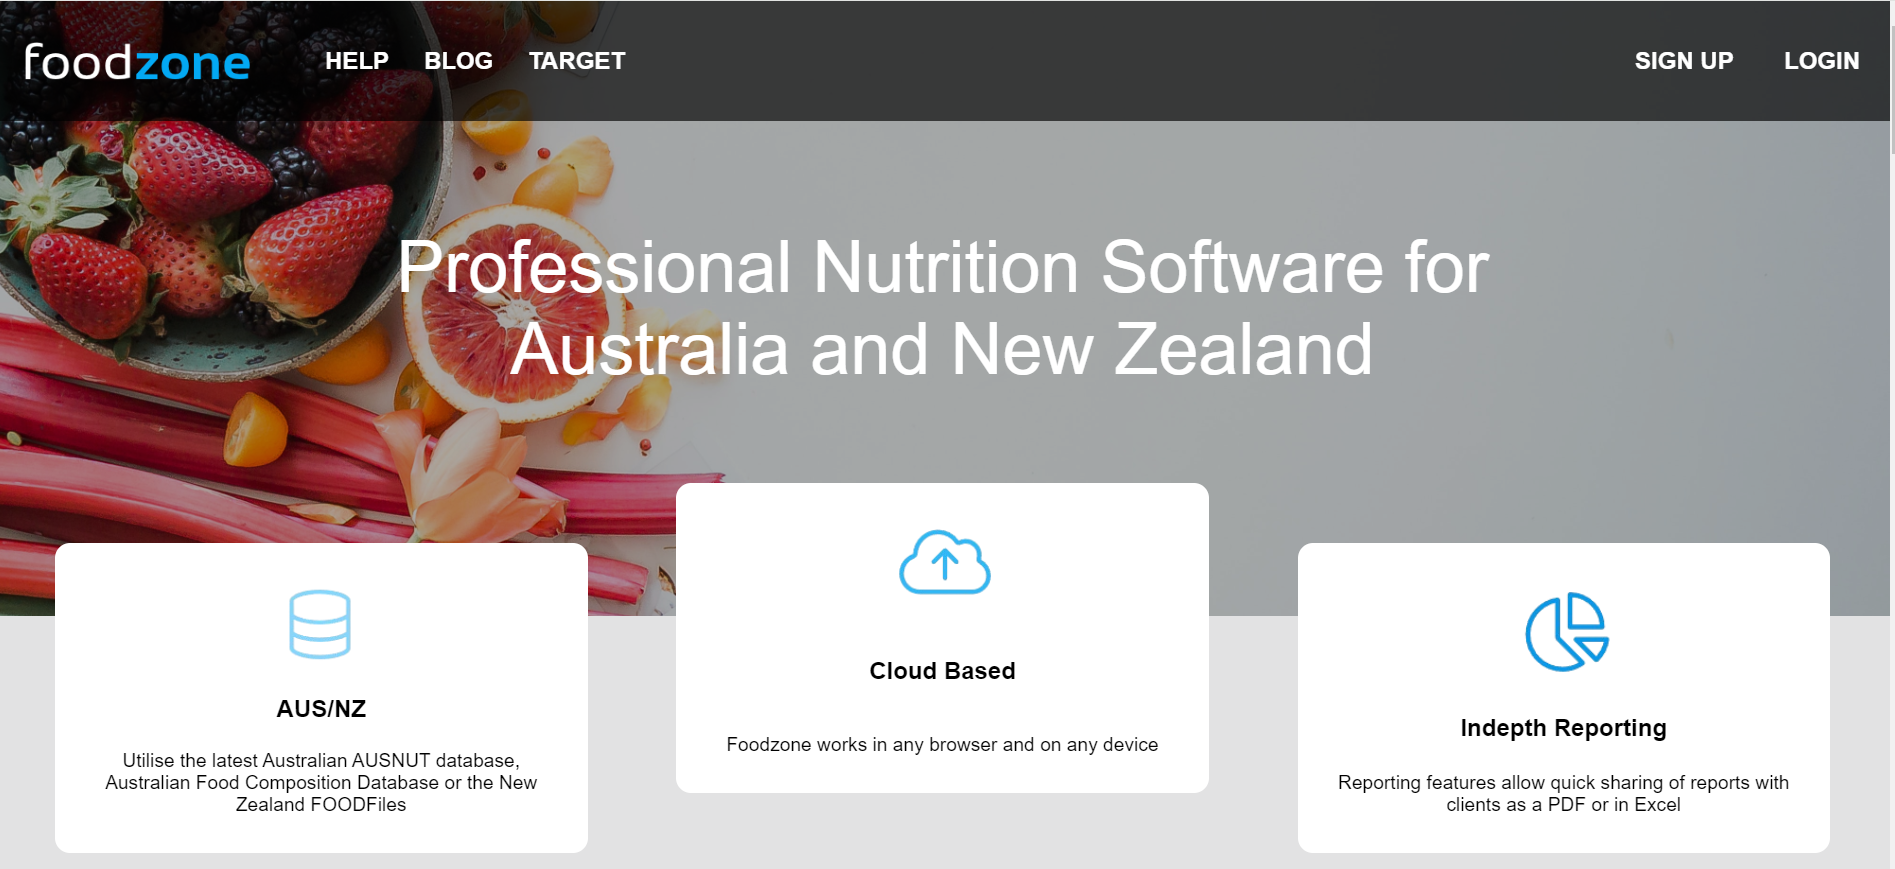 foodzone HELP BLOG TARGET SIGN UP LOGIN
Professional Nutrition Software for
Australia and New Zealand
AUS/NZ
Utilise the latest Australian AUSNUT database,
Australian Food Composition Database or the New
Zealand FOODFiles
Cloud Based
Foodzone works in any browser and on any device
Indepth Reporting
Reporting features allow quick sharing of reports with
clients as a PDF or in Excel